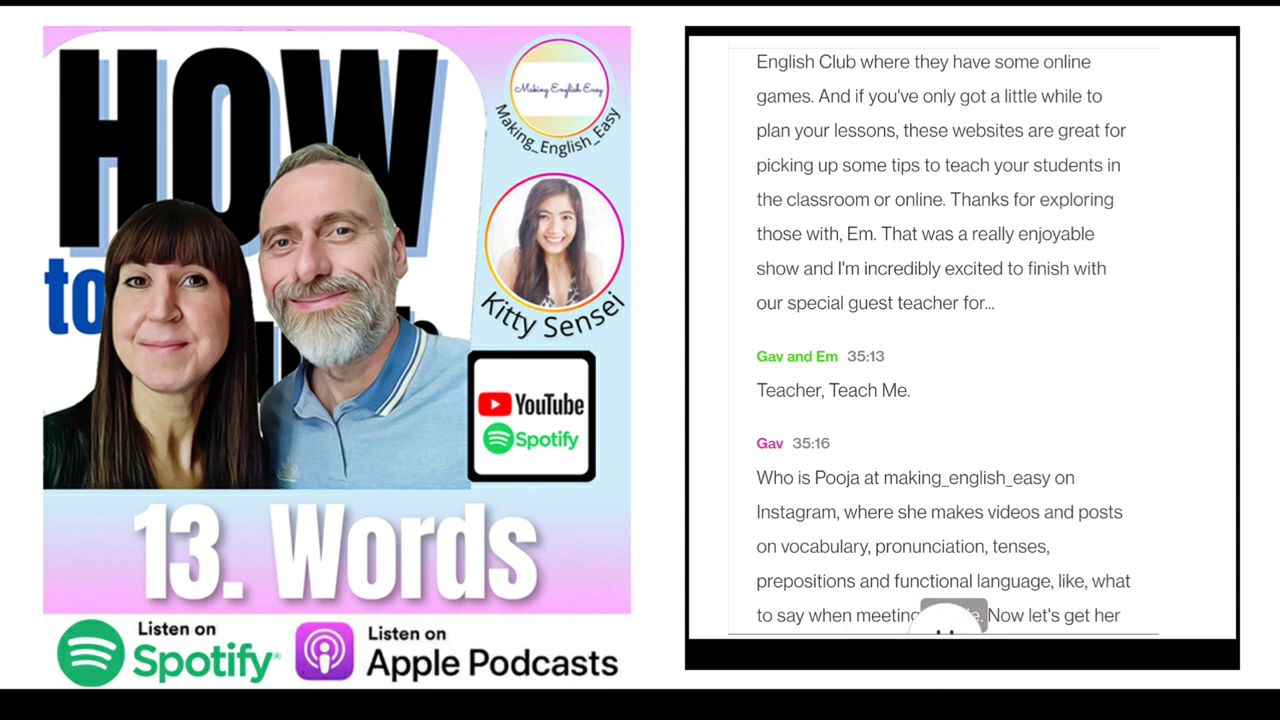 HOW
to
Making English Easy
Making_English_Easy
Kitty Sensei
YouTube
Spotify
13. Words
Listen on
Spotify
Listen on
Apple Podcasts
English Club where they have some online
games. And if you've only got a little while to
plan your lessons, these websites are great for
picking up some tips to teach your students in
the classroom or online. Thanks for exploring
those with, Em. That was a really enjoyable
show and I'm incredibly excited to finish with
our special guest teacher for...
Gav and Em 35:13
Teacher, Teach Me.
Gav 35:16
Who is Pooja at making_english_easy on
Instagram, where she makes videos and posts
on vocabulary, pronunciation, tenses,
prepositions and functional language, like, what
to say when meeting Now let's get her